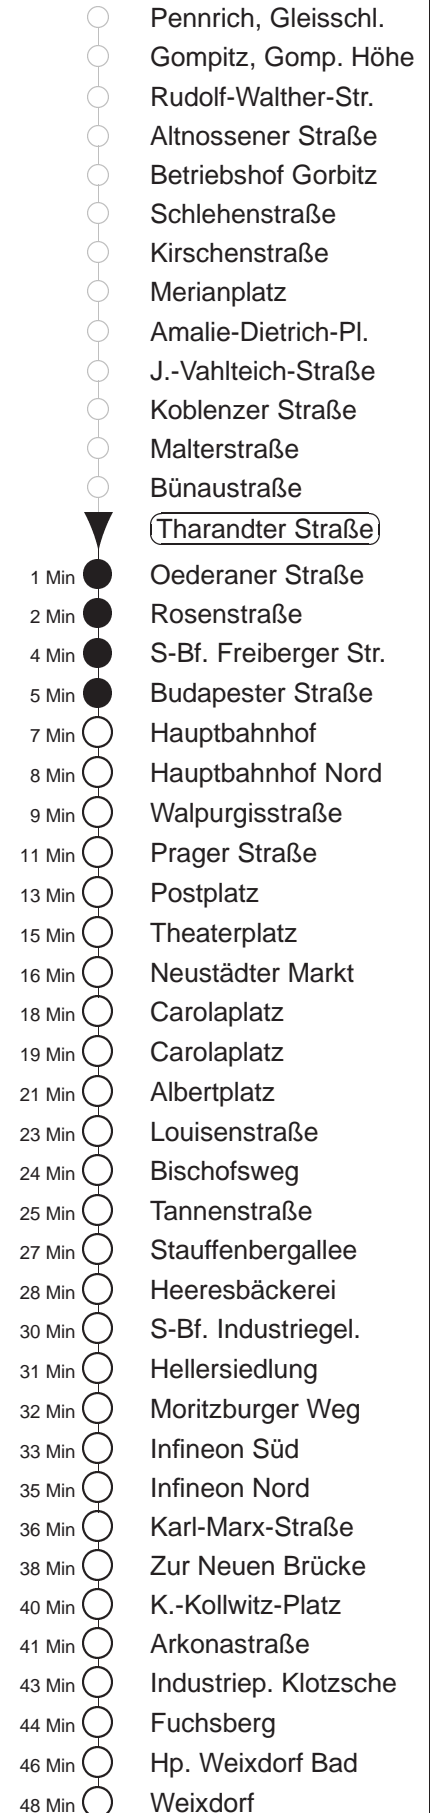 Pennrich, Gleisschl.
Gompitz, Gomp. Höhe
Rudolf-Walther-Str.
Altnossener Straße
Betriebshof Gorbitz
Schlehenstraße
Kirschenstraße
Merianplatz
Amalie-Dietrich-Pl.
J.-Vahlteich-Straße
Koblenzer Straße
Malterstraße
Bünaustraße
Tharandter Straße
1 Min Oederaner Straße
2 Min Rosenstraße
4 Min S-Bf. Freiberger Str.
5 Min Budapester Straße
7 Min Hauptbahnhof
8 Min Hauptbahnhof Nord
9 Min Walpurgisstraße
11 Min Prager Straße
13 Min Postplatz
15 Min Theaterplatz
16 Min Neustädter Markt
18 Min Carolaplatz
19 Min Carolaplatz
21 Min Albertplatz
23 Min Louisenstraße
24 Min Bischofsweg
25 Min Tannenstraße
27 Min Stauffenbergallee
28 Min Heeresbäckerei
30 Min S-Bf. Industriegel.
31 Min Hellersiedlung
32 Min Moritzburger Weg
33 Min Infineon Süd
35 Min Infineon Nord
36 Min Karl-Marx-Straße
38 Min Zur Neuen Brücke
40 Min K.-Kollwitz-Platz
41 Min Arkonastraße
43 Min Industriep. Klotzsche
44 Min Fuchsberg
46 Min Hp. Weixdorf Bad
48 Min Weixdorf